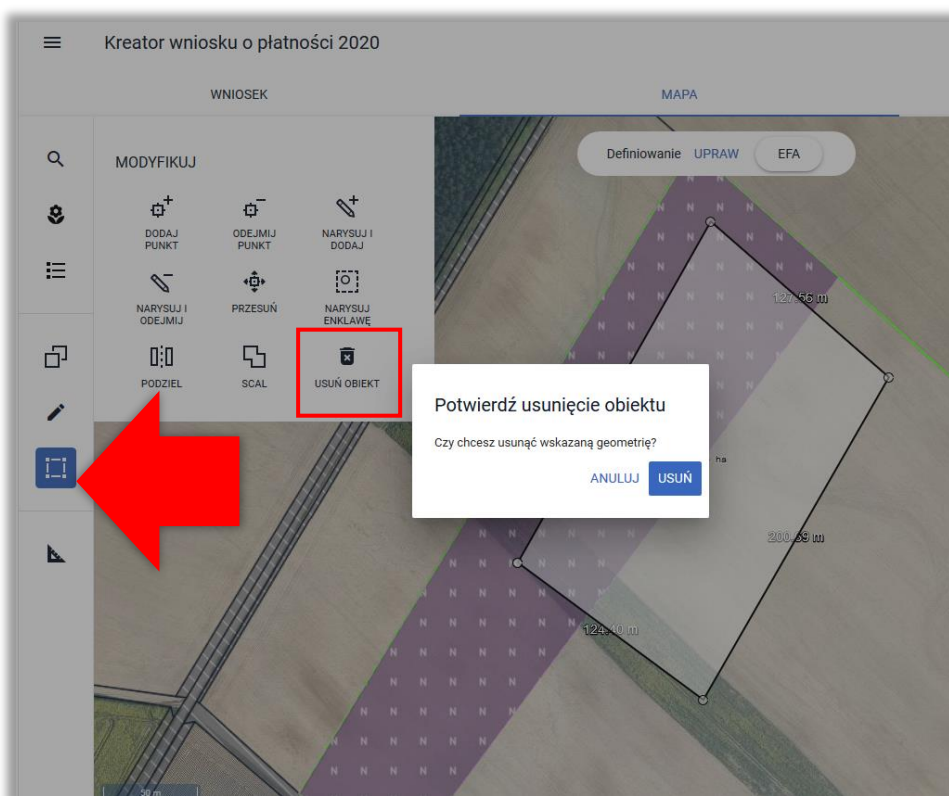 Kreator wniosku o płatności 2020
WNIOSEK
MAPA
MODYFIKUJ
Definiowanie UPRAW EFA
DODAJ
PUNKT
ODEJMIJ
PUNKT
NARYSUJ I
DODAJ
NARYSUJ I
ODEJMIJ
PRZESUŃ
NARYSUJ
ENKLAWĘ
PODZIEL
SCAL
USUŃ OBIEKT
127.56 m
Potwierdź usunięcie obiektu
Czy chcesz usunąć wskazaną geometrię?
ANULUJ USUŃ
ha
200.59 m
124.40 m
50 m